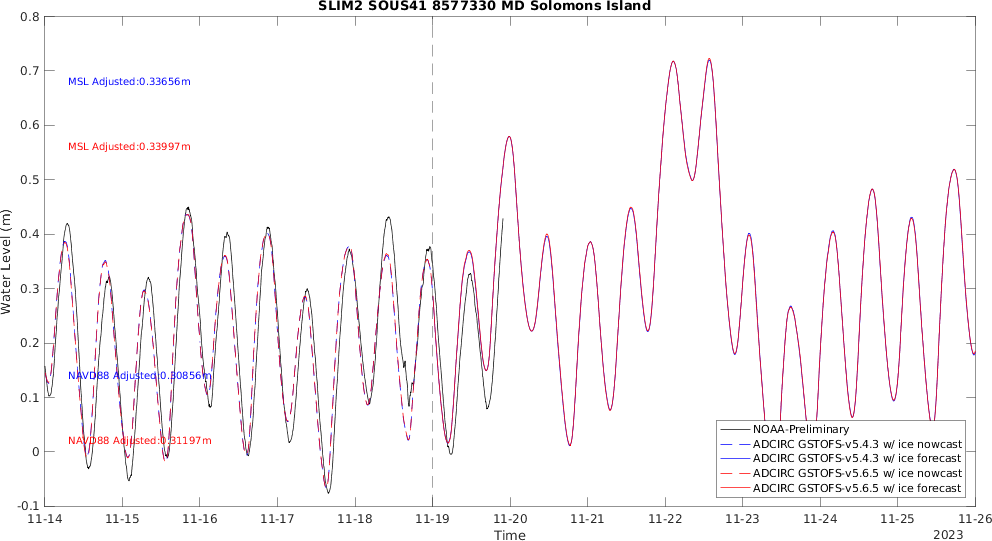 SLIM2 SOUS41 8577330 MD Solomons Island
0.8
0.7
0.6
0.5
0.4
0.3
0.2
0.1
0
-0.1
Water Level (m)
MSL Adjusted:0.33656m
MSL Adjusted:0.33997m
NAVD88 Adjusted:0.30856m
NAVD88 Adjusted:0.31197m
NOAA-Preliminary
ADCIRC GSTOFS-v5.4.3 w/ ice nowcast
ADCIRC GSTOFS-v5.4.3 w/ ice forecast
ADCIRC GSTOFS-v5.6.5 w/ ice nowcast
ADCIRC GSTOFS-v5.6.5 w/ ice forecast
11-14 11-15 11-16 11-17 11-18 11-19 11-20 11-21 11-22 11-23 11-24 11-25 11-26
Time
2023